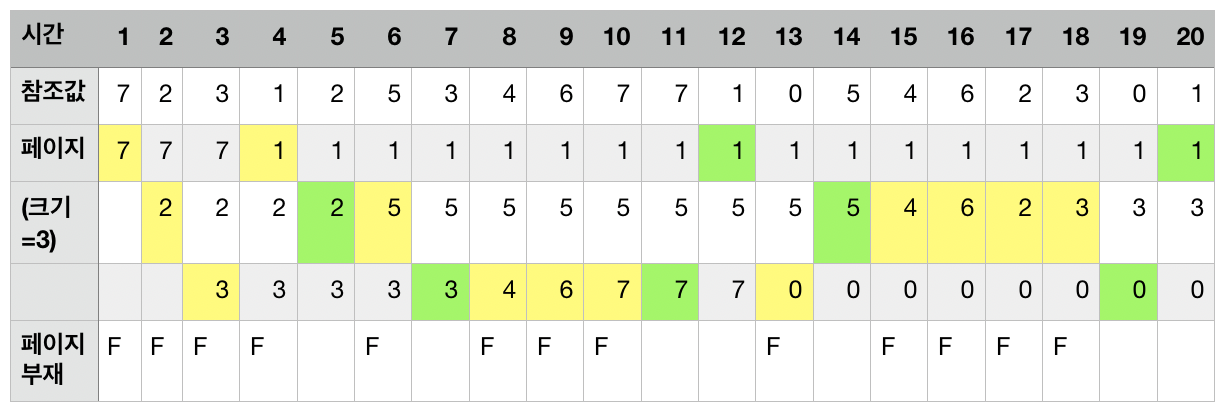 시간 1 2 3 4 5 6 7 8 9 10 11 12 13 14 15 16 17 18 19 20
참조값 7 2 3 1 2 5 3 4 6 7 7 1 0 5 4 6 2 3 0 1
페이지 7 7 7 1 1 1 1 1 1 1 1 1 1 1 1 1 1 1 1 1
(크기 2 2 2 2 5 5 5 5 5 5 5 5 5 4 6 2 3 3 3
=3)
3 3 3 3 3 4 6 7 7 7 0 0 0 0 0 0 0 0
페이지 F F F F F F F F F F F F F
부재